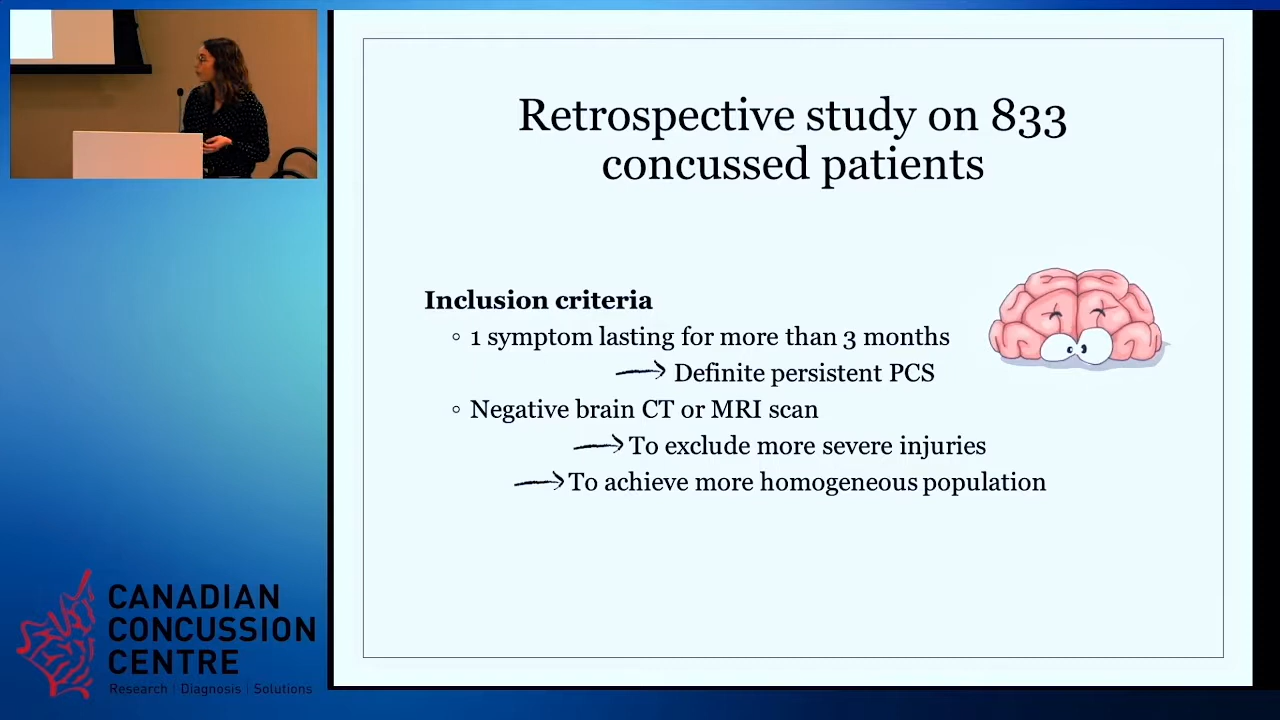 Retrospective study on 833
concussed patients
Inclusion criteria
◦ 1 symptom lasting for more than 3 months
Definite persistent PCS
◦ Negative brain CT or MRI scan
To exclude more severe injuries
To achieve more homogeneous population
CANADIAN
CONCUSSION
CENTRE
Research | Diagnosis | Solutions